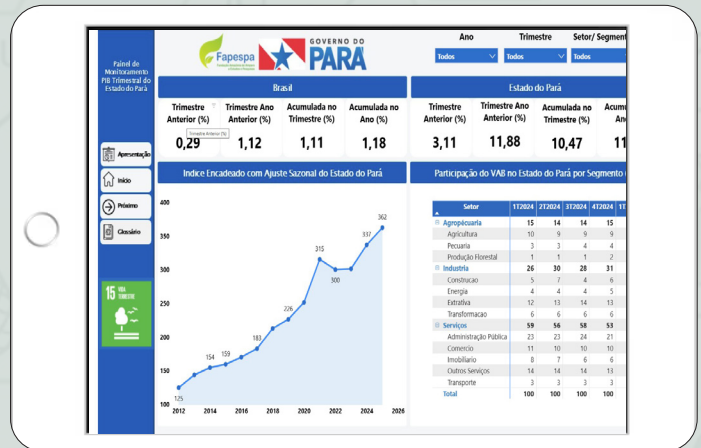 Painel de
Monitoramento
PIB Trimestral do
Estado do Pará
Apresentação
Início
Próximo
Glossário
15 VIDA
TERRESTRE
Fapespa
GOVERNO DO
PARÁ
Ano
Trimestre
Setor/ Segment
Todos
Todos
Todos
Brasil
Trimestre
Anterior (%)
Trimestre Ano
Anterior (%)
Acumulada no
Trimestre (%)
Acumulada no
Ano (%)
Trimestre Anterior (%)
0,29
1,12
1,11
1,18
Estado do Pará
Trimestre
Anterior (%)
Trimestre Ano
Anterior (%)
Acumulada no
Trimestre (%)
Acum
An
3,11
11,88
10,47
11
Indice Encadeado com Ajuste Sazonal do Estado do Pará
400
350
300
250
200
150
100
125
154
159
183
226
315
300
337
362
2012 2014 2016 2018 2020 2022 2024 2026
Participação do VAB no Estado do Pará por Segmento (
Setor 1T2024 2T2024 3T2024 4T2024 1T
Agropecuaria 15 14 14 15
Agricultura 10 9 9 9
Pecuaria 3 3 4 4
Produção Florestal 1 1 1 2
Industria 26 30 28 31
Construcao 5 7 4 6
Energia 4 4 4 5
Extrativa 12 13 14 13
Transformacao 6 6 6 6
Serviços 59 56 58 53
Administração Pública 23 23 24 21
Comercio 11 10 10 10
Imobiliario 8 7 6 6
Outros Serviços 14 14 14 13
Transporte 3 3 3 3
Total 100 100 100 100